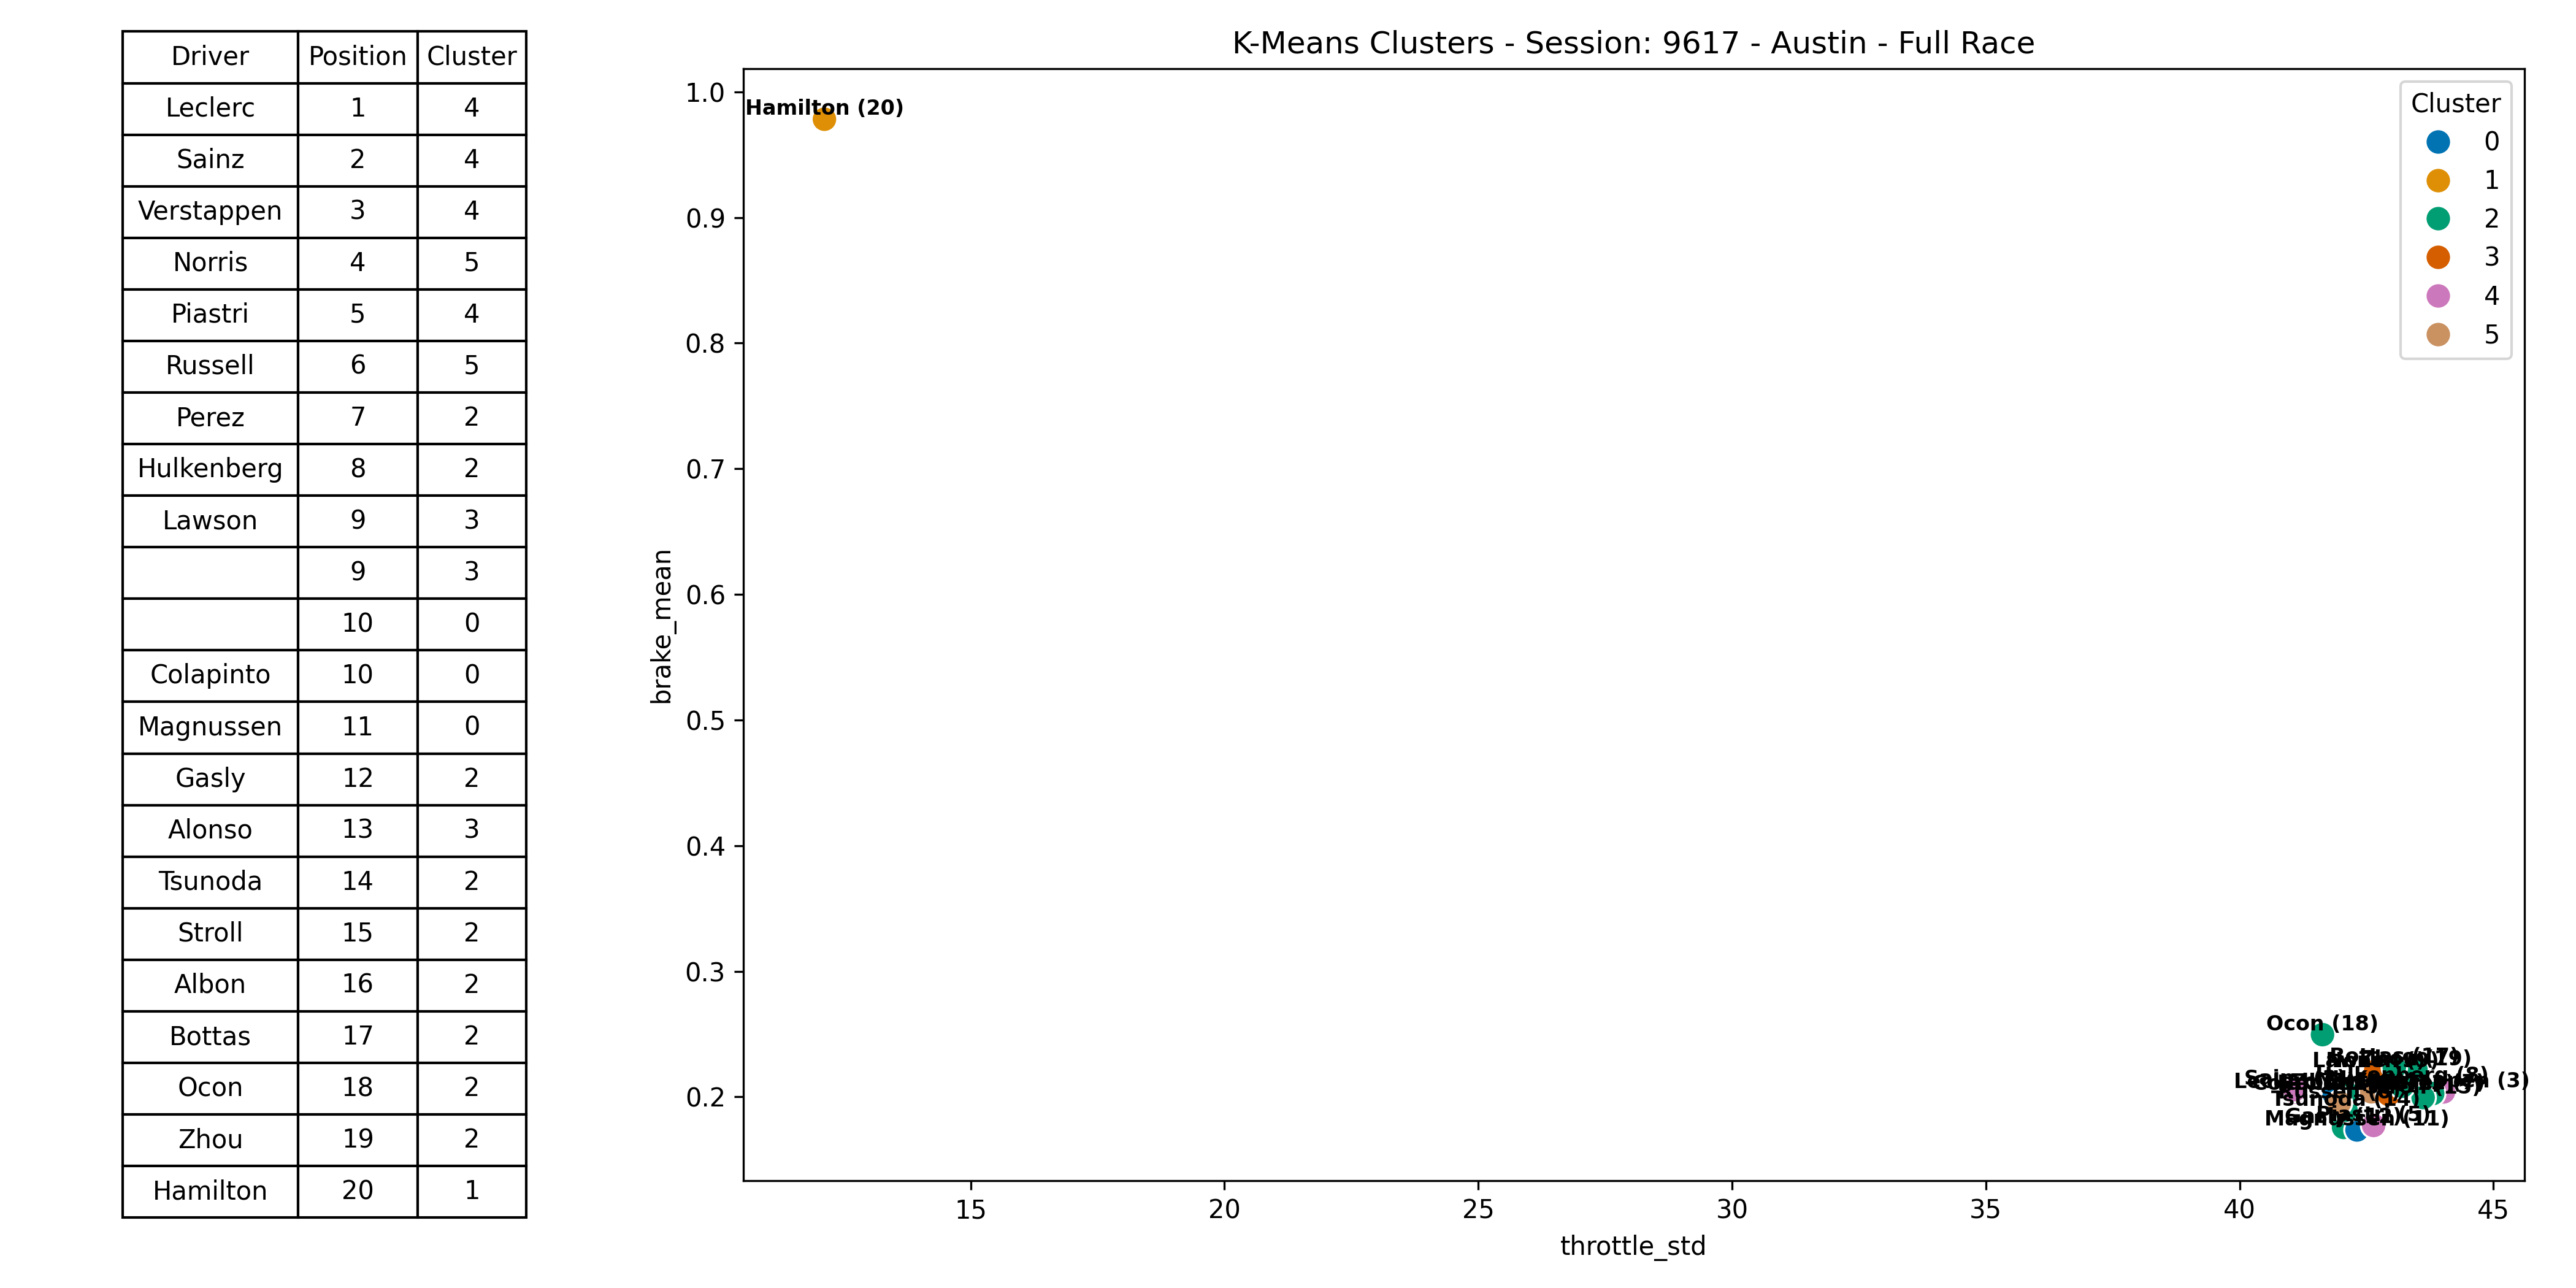 Driver Position Cluster
Leclerc 1 4
Sainz 2 4
Verstappen 3 4
Norris 4 5
Piastri 5 4
Russell 6 5
Perez 7 2
Hulkenberg 8 2
Lawson 9 3
9 3
10 0
Colapinto 10 0
Magnussen 11 0
Gasly 12 2
Alonso 13 3
Tsunoda 14 2
Stroll 15 2
Albon 16 2
Bottas 17 2
Ocon 18 2
Zhou 19 2
Hamilton 20 1
K-Means Clusters - Session: 9617 - Austin - Full Race
brake_mean
1.0
0.9
0.8
0.7
0.6
0.5
0.4
0.3
0.2
Hamilton (20)
Cluster
0
1
2
3
4
5
Ocon (18)
Bottas (17)
Tsunoda (14)
Magnussen (11)
15 20 25 30 35 40 45
throttle_std